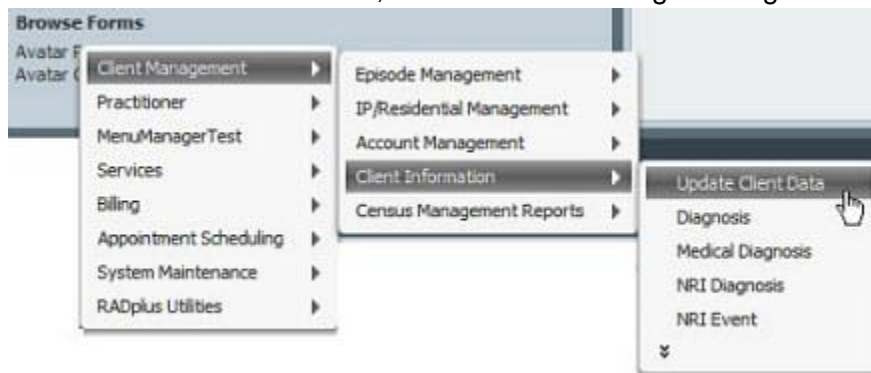 Browse Forms
Avatar
Avatar
Client Management
Practitioner
MenuManagerTest
Services
Billing
Appointment Scheduling
System Maintenance
RADplus Utilities
Episode Management
IP/Residential Management
Account Management
Client Information
Census Management Reports
Update Client Data
Diagnosis
Medical Diagnosis
NRI Diagnosis
NRI Event